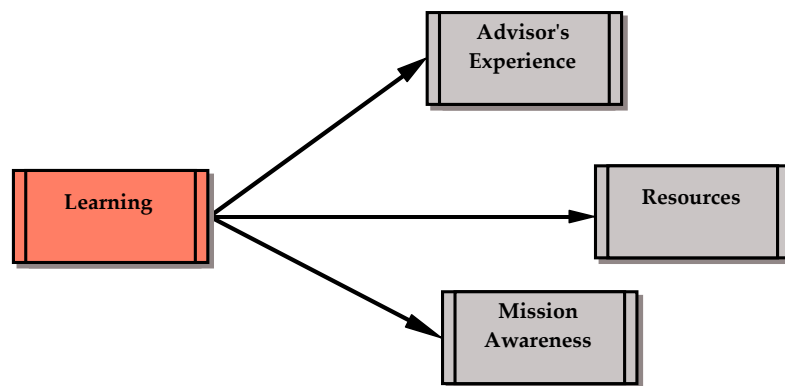 Advisor's
Experience
Learning
Resources
Mission
Awareness